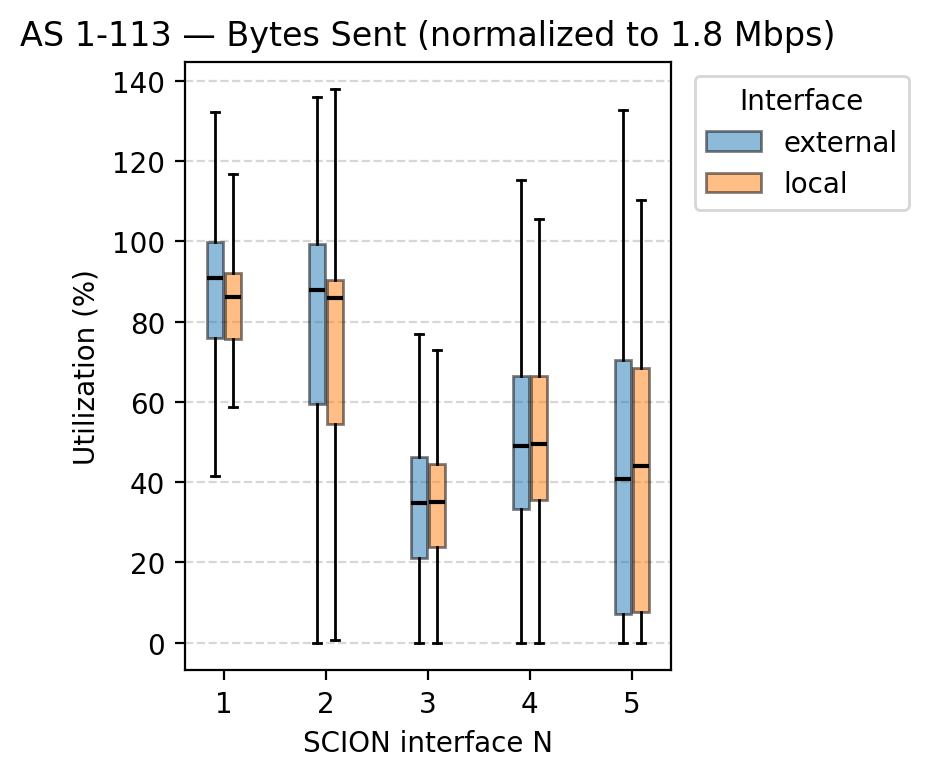 AS 1-113 — Bytes Sent (normalized to 1.8 Mbps)
Interface
external
local
Utilization (%)
140
120
100
80
60
40
20
0
1 2 3 4 5
SCION interface N